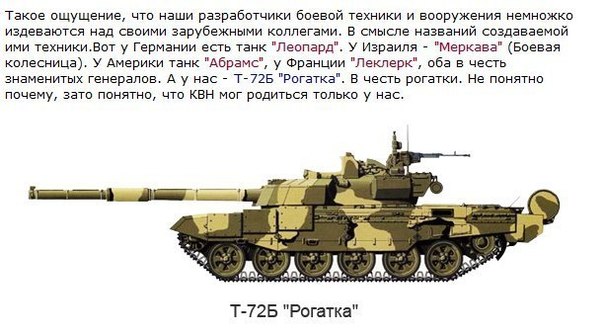 Такое ощущение, что наши разработчики боевой техники и вооружения немножко
издеваются над своими зарубежными коллегами. В смысле названий создаваемой
ими техники.Вот у Германии есть танк "Леопард". У Израиля - "Меркава" (Боевая
колесница). У Америки танк "Абрамс", у Франции "Леклерк", оба в честь
знаменитых генералов. А у нас - Т-72Б "Рогатка". В честь рогатки. Не понятно
почему, зато понятно, что КВН мог родиться только у нас.
Т-72Б "Рогатка"